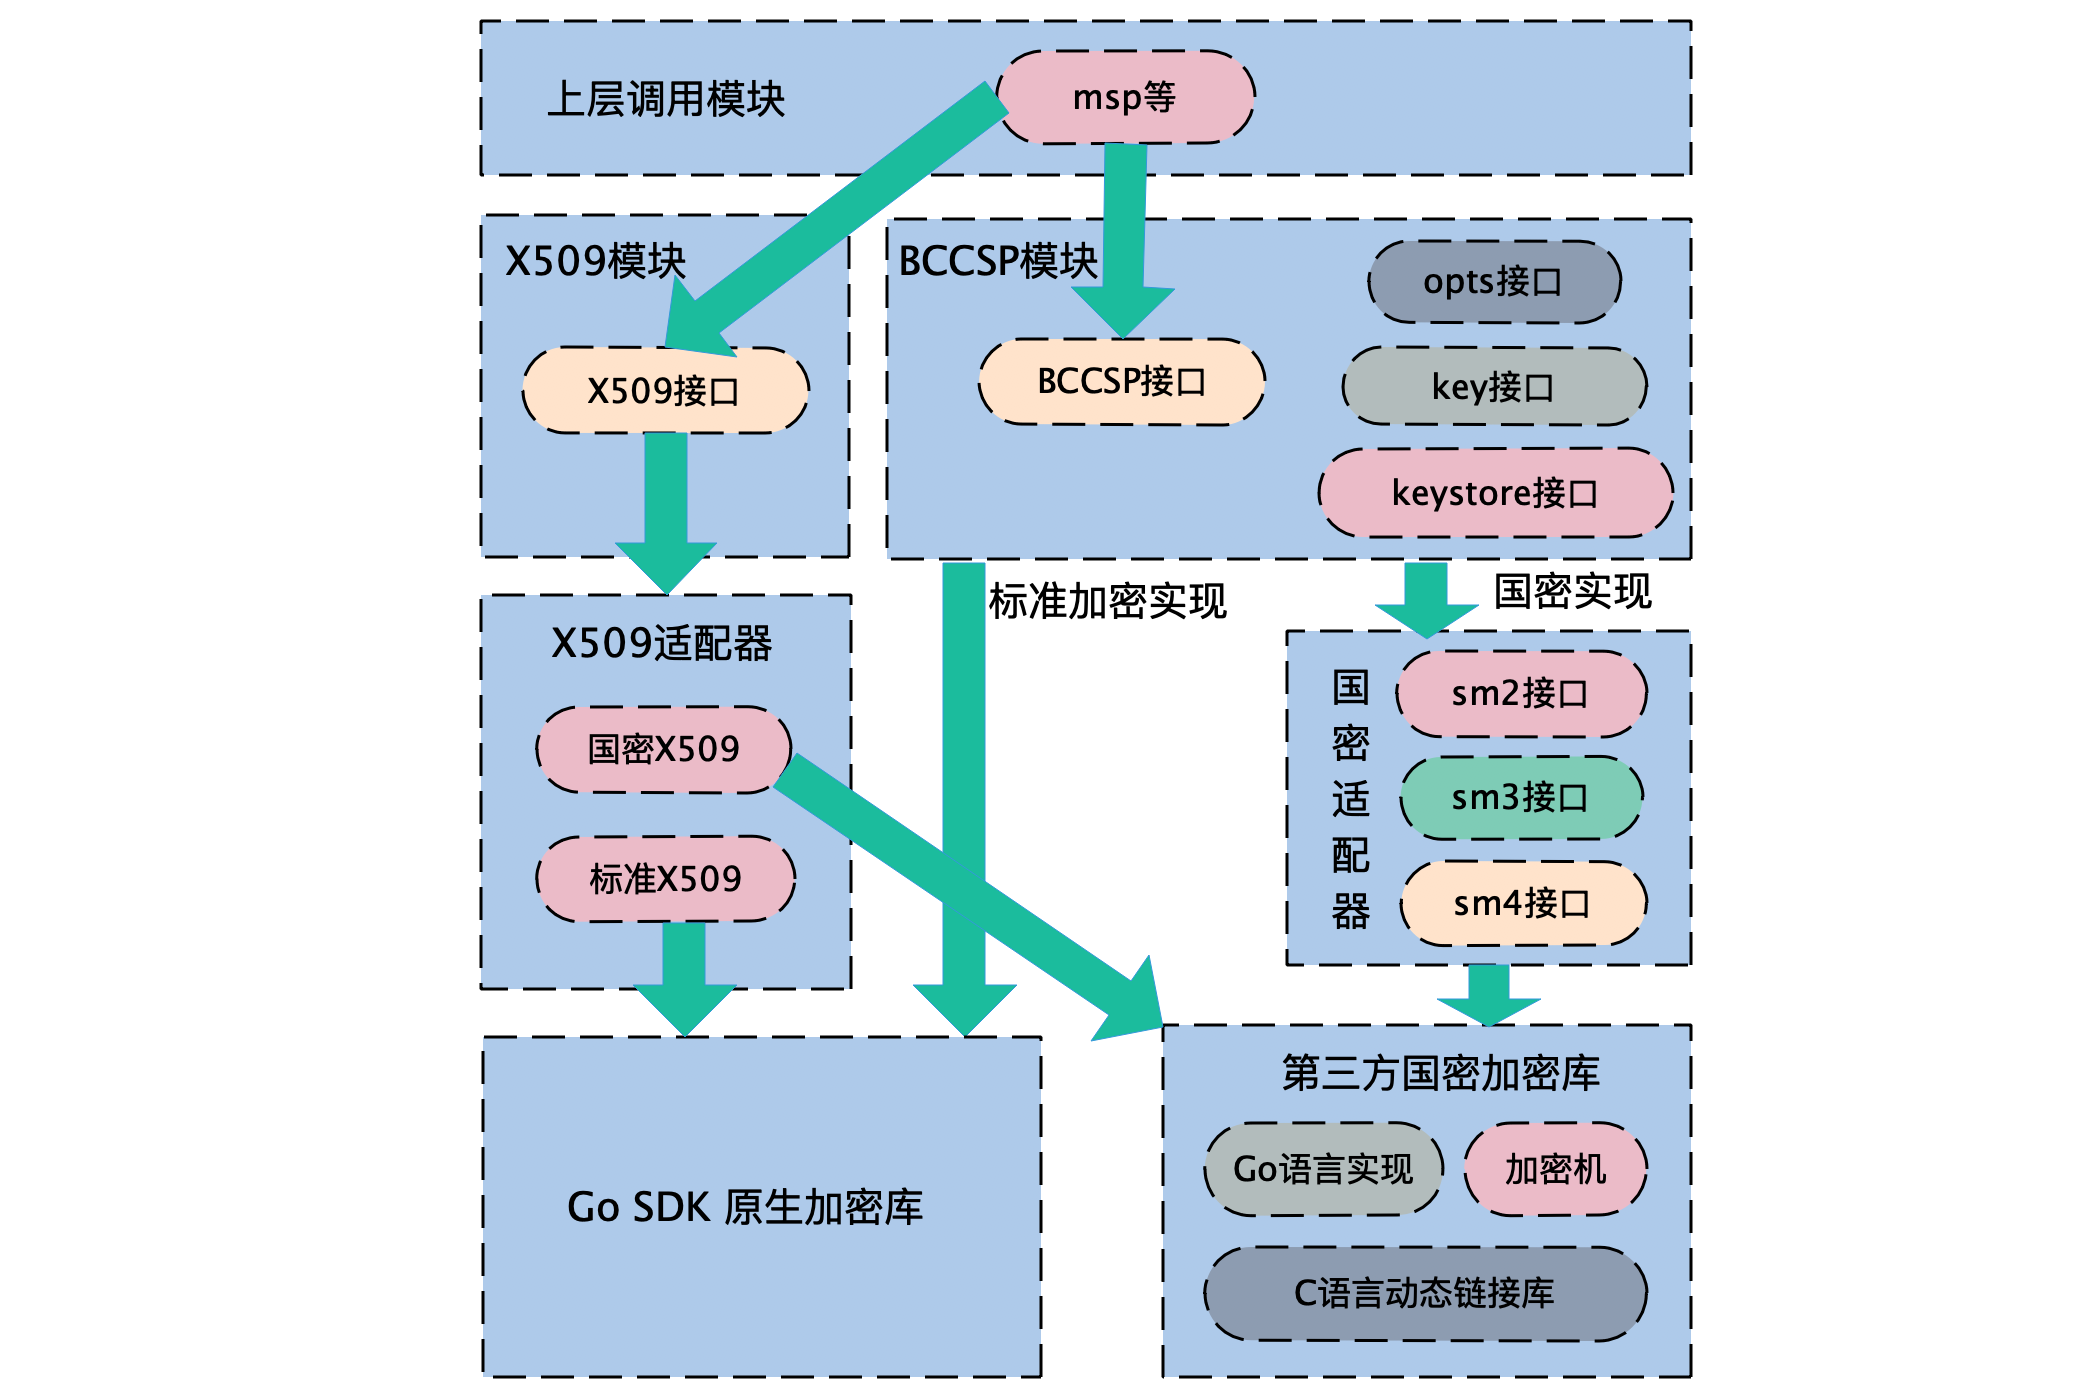 上层调用模块
msp等
X509模块
X509接口
BCCSP模块
BCCSP接口
opts接口
key接口
keystore接口
标准加密实现
国密实现
X509适配器
国密X509
标准X509
国密适配器
sm2接口
sm3接口
sm4接口
Go SDK 原生加密库
第三方国密加密库
Go语言实现
加密机
C语言动态链接库